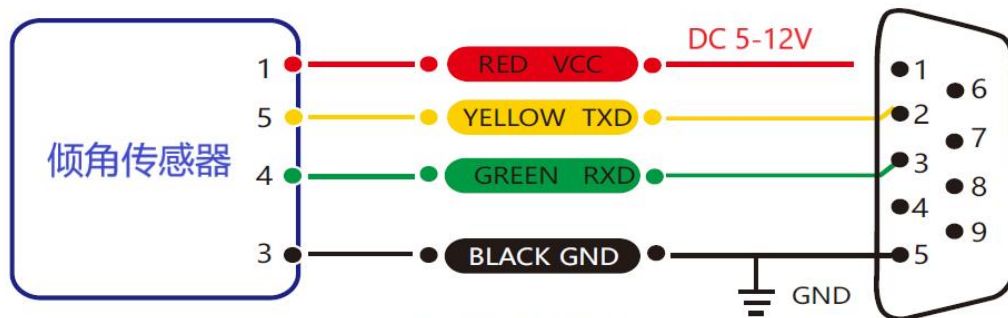 DC 5-12V
1 RED VCC 1
6
5 YELLOW TXD 2
倾角传感器
7
4 GREEN RXD 3
8
4
9
3 BLACK GND 5
GND